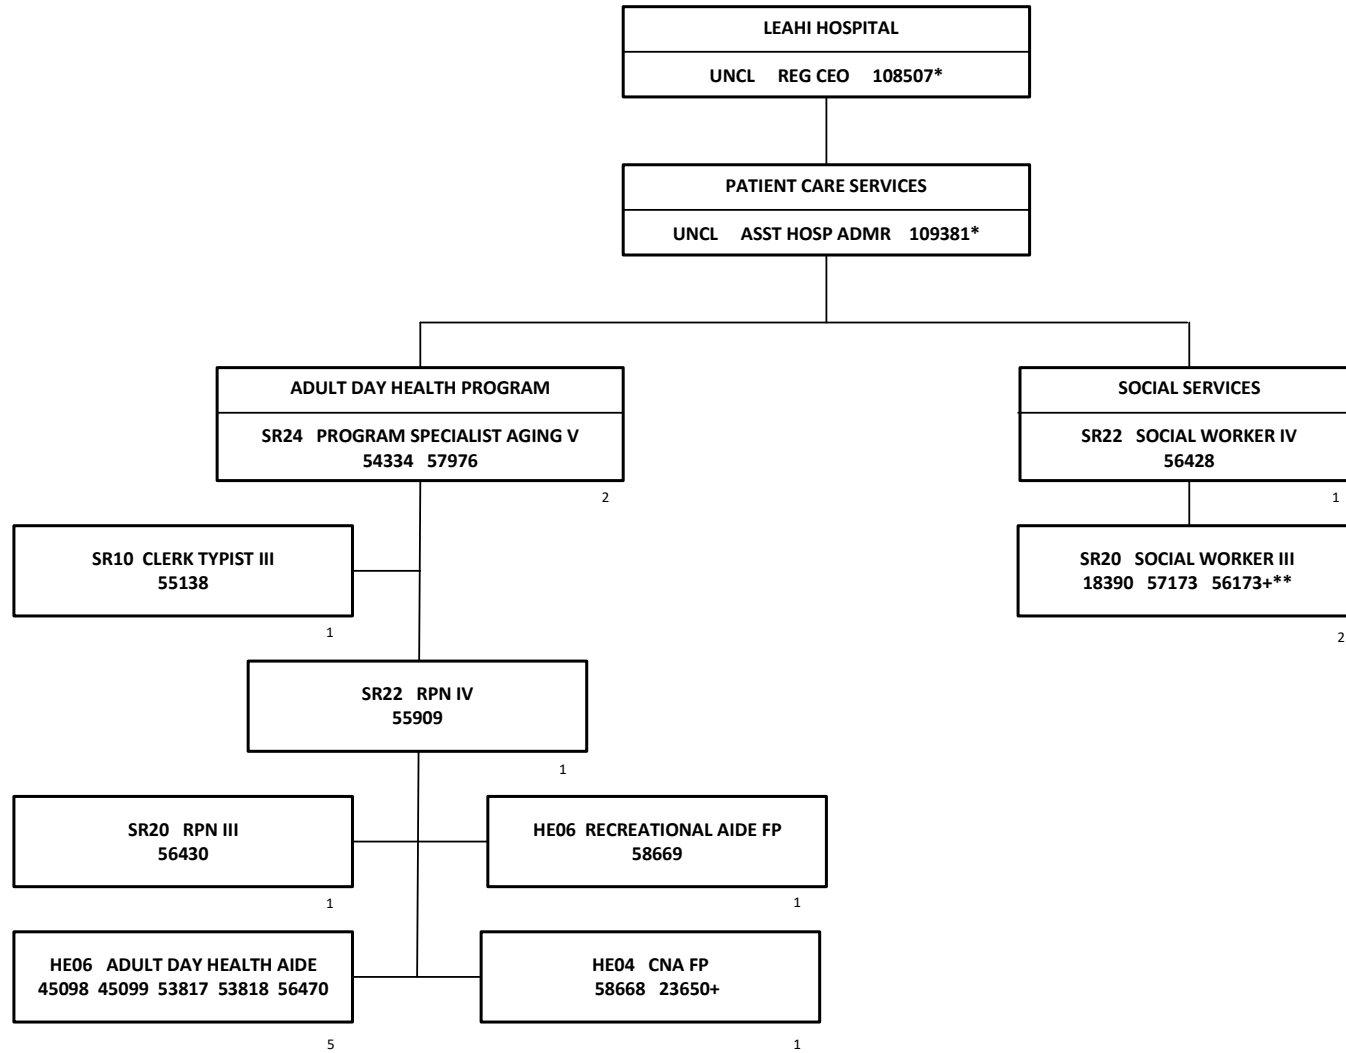 LEAHI HOSPITAL
UNCL REG CEO 108507*
PATIENT CARE SERVICES
UNCL ASST HOSP ADMR 109381*
ADULT DAY HEALTH PROGRAM
SR24 PROGRAM SPECIALIST AGING V
54334 57976
2
SOCIAL SERVICES
SR22 SOCIAL WORKER IV
56428
1
SR10 CLERK TYPIST III
55138
1
SR20 SOCIAL WORKER III
18390 57173 56173+**
2
SR22 RPN IV
55909
1
SR20 RPN III
56430
1
HE06 RECREATIONAL AIDE FP
58669
1
HE06 ADULT DAY HEALTH AIDE
45098 45099 53817 53818 56470
5
HE04 CNA FP
58668 23650+
1